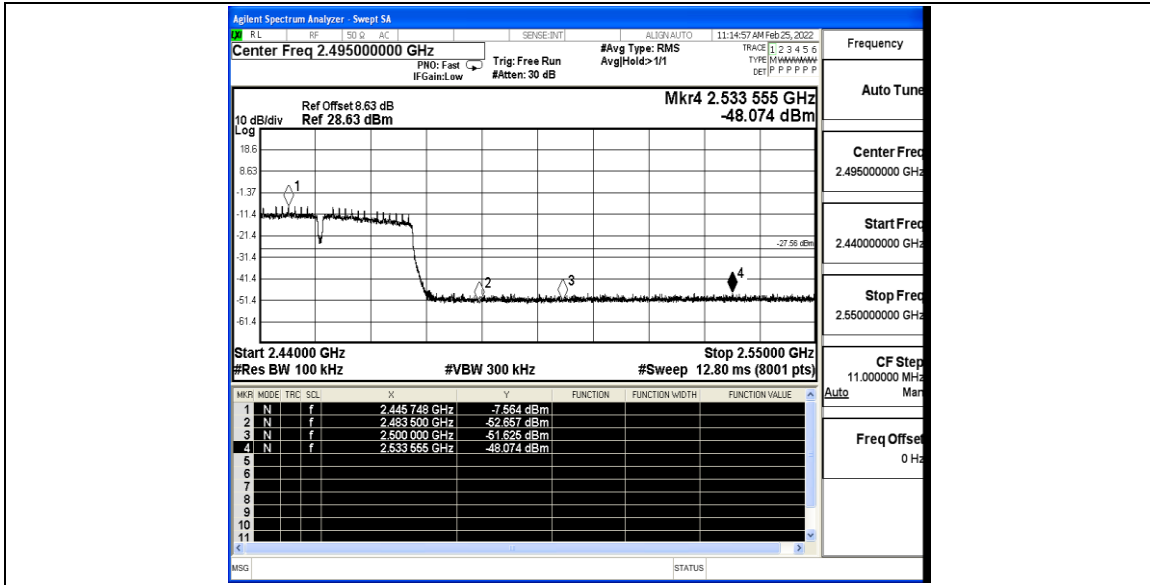 Agilent Spectrum Analyzer - Swept SA
LXI RL RF 50 Ω AC SENSE:INT ALIGN AUTO 11:14:57 AM Feb 25, 2022
Center Freq 2.495000000 GHz #Avg Type: RMS TRACE 1 2 3 4 5 6
PNO: Fast Trig: Free Run Avg|Hold>1/1 TYPE MWWWWW
IFGain:Low #Atten: 30 dB DET P P P P P P
Frequency
Mkr4 2.533 555 GHz
Ref Offset 8.63 dB
-48.074 dBm
10 dB/div Ref 28.63 dBm
Log
18.6
8.63
-1.37
-11.4
-21.4
-31.4
-41.4
-51.4
-61.4
1
2
3
4
-27.56 dBm
Start 2.44000 GHz Stop 2.55000 GHz
#Res BW 100 kHz #VBW 300 kHz #Sweep 12.80 ms (8001 pts)
MKR MODE TRC SCL X Y FUNCTION FUNCTION WIDTH FUNCTION VALUE
1 N f 2.445 748 GHz -7.564 dBm
2 N f 2.483 500 GHz -52.657 dBm
3 N f 2.500 000 GHz -51.625 dBm
4 N f 2.533 555 GHz -48.074 dBm
5
6
7
8
9
10
11
MSG STATUS
Auto Tune
Center Freq
2.495000000 GHz
Start Freq
2.440000000 GHz
Stop Freq
2.550000000 GHz
CF Step
11.000000 MHz
Auto Man
Freq Offset
0 Hz